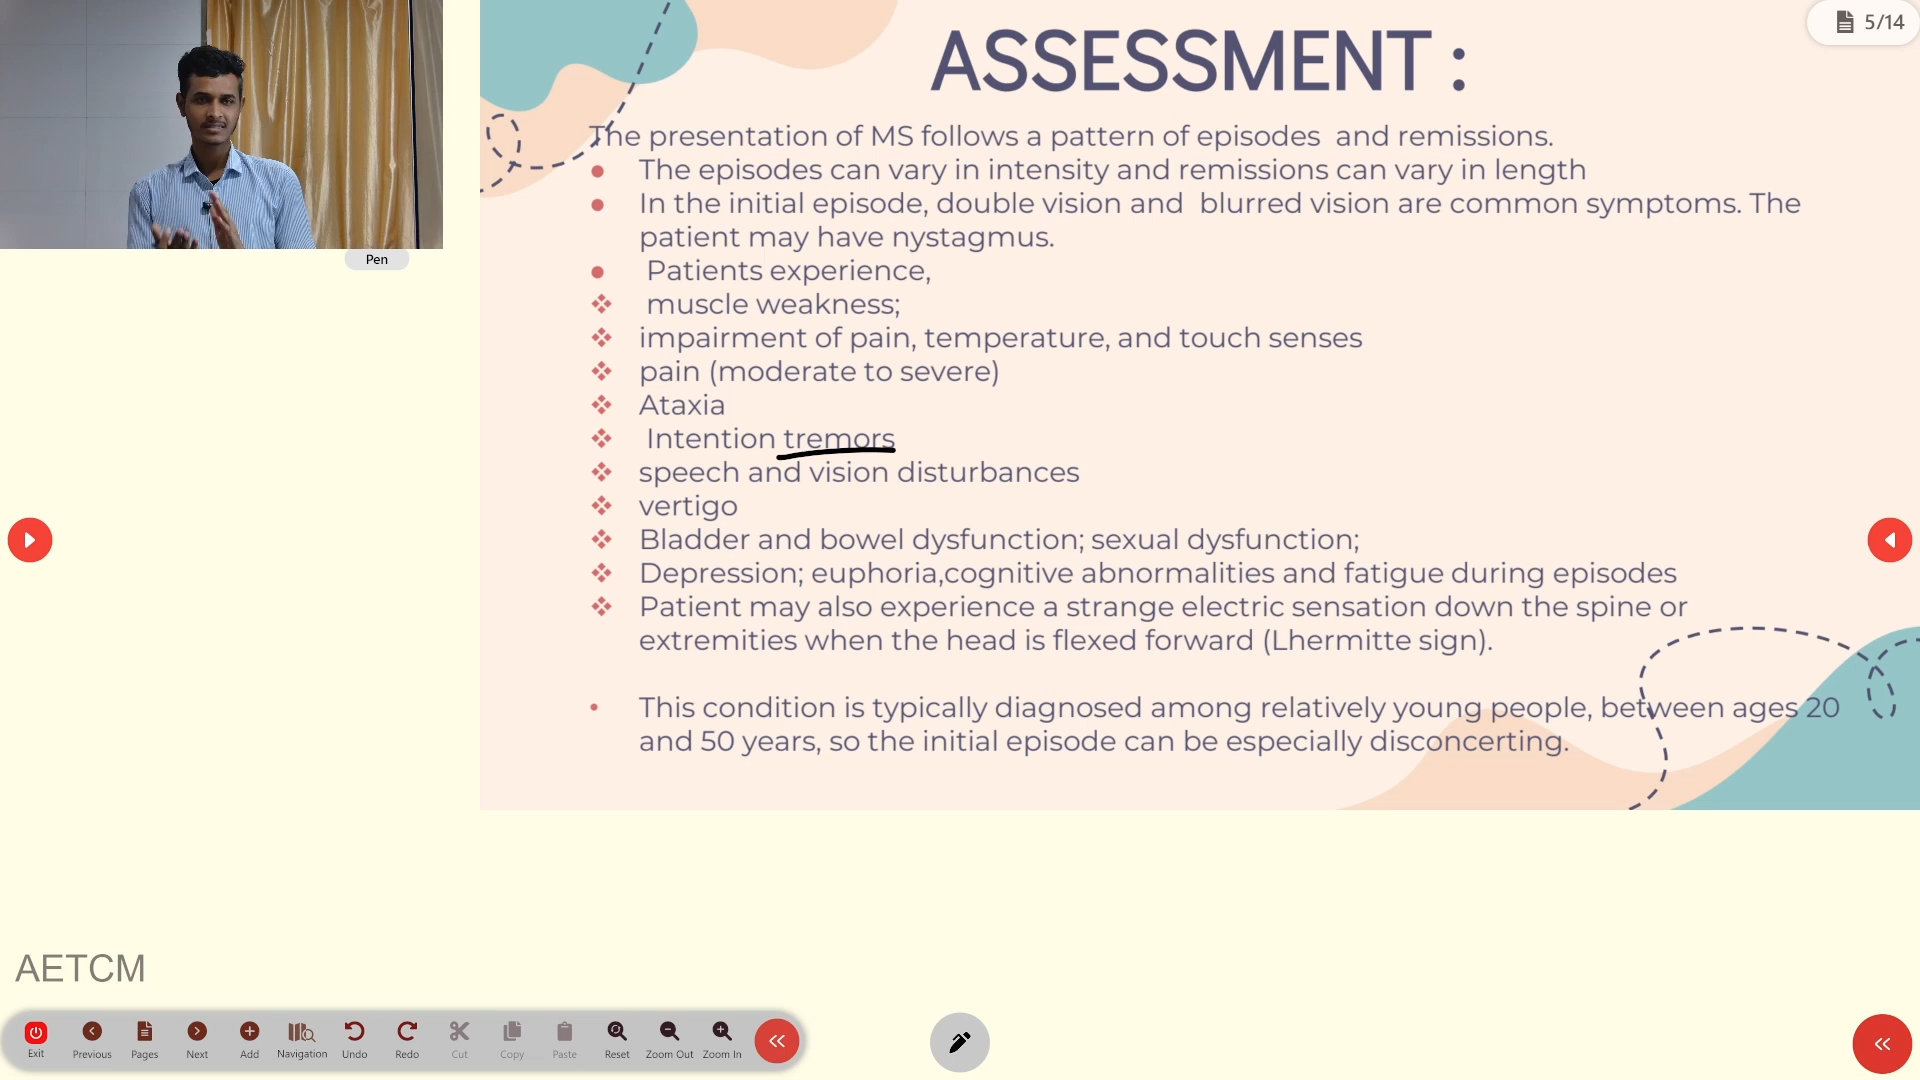 5/14
ASSESSMENT :
The presentation of MS follows a pattern of episodes and remissions.
The episodes can vary in intensity and remissions can vary in length
In the initial episode, double vision and blurred vision are common symptoms. The
patient may have nystagmus.
Patients experience,
muscle weakness;
impairment of pain, temperature, and touch senses
pain (moderate to severe)
Ataxia
Intention tremors
speech and vision disturbances
vertigo
Bladder and bowel dysfunction; sexual dysfunction;
Depression; euphoria,cognitive abnormalities and fatigue during episodes
Patient may also experience a strange electric sensation down the spine or
extremities when the head is flexed forward (Lhermitte sign).
This condition is typically diagnosed among relatively young people, between ages 20
and 50 years, so the initial episode can be especially disconcerting.
Pen
AETCM
Exit Previous Pages Next Add Navigation Undo Redo Cut Copy Paste Reset Zoom Out Zoom In